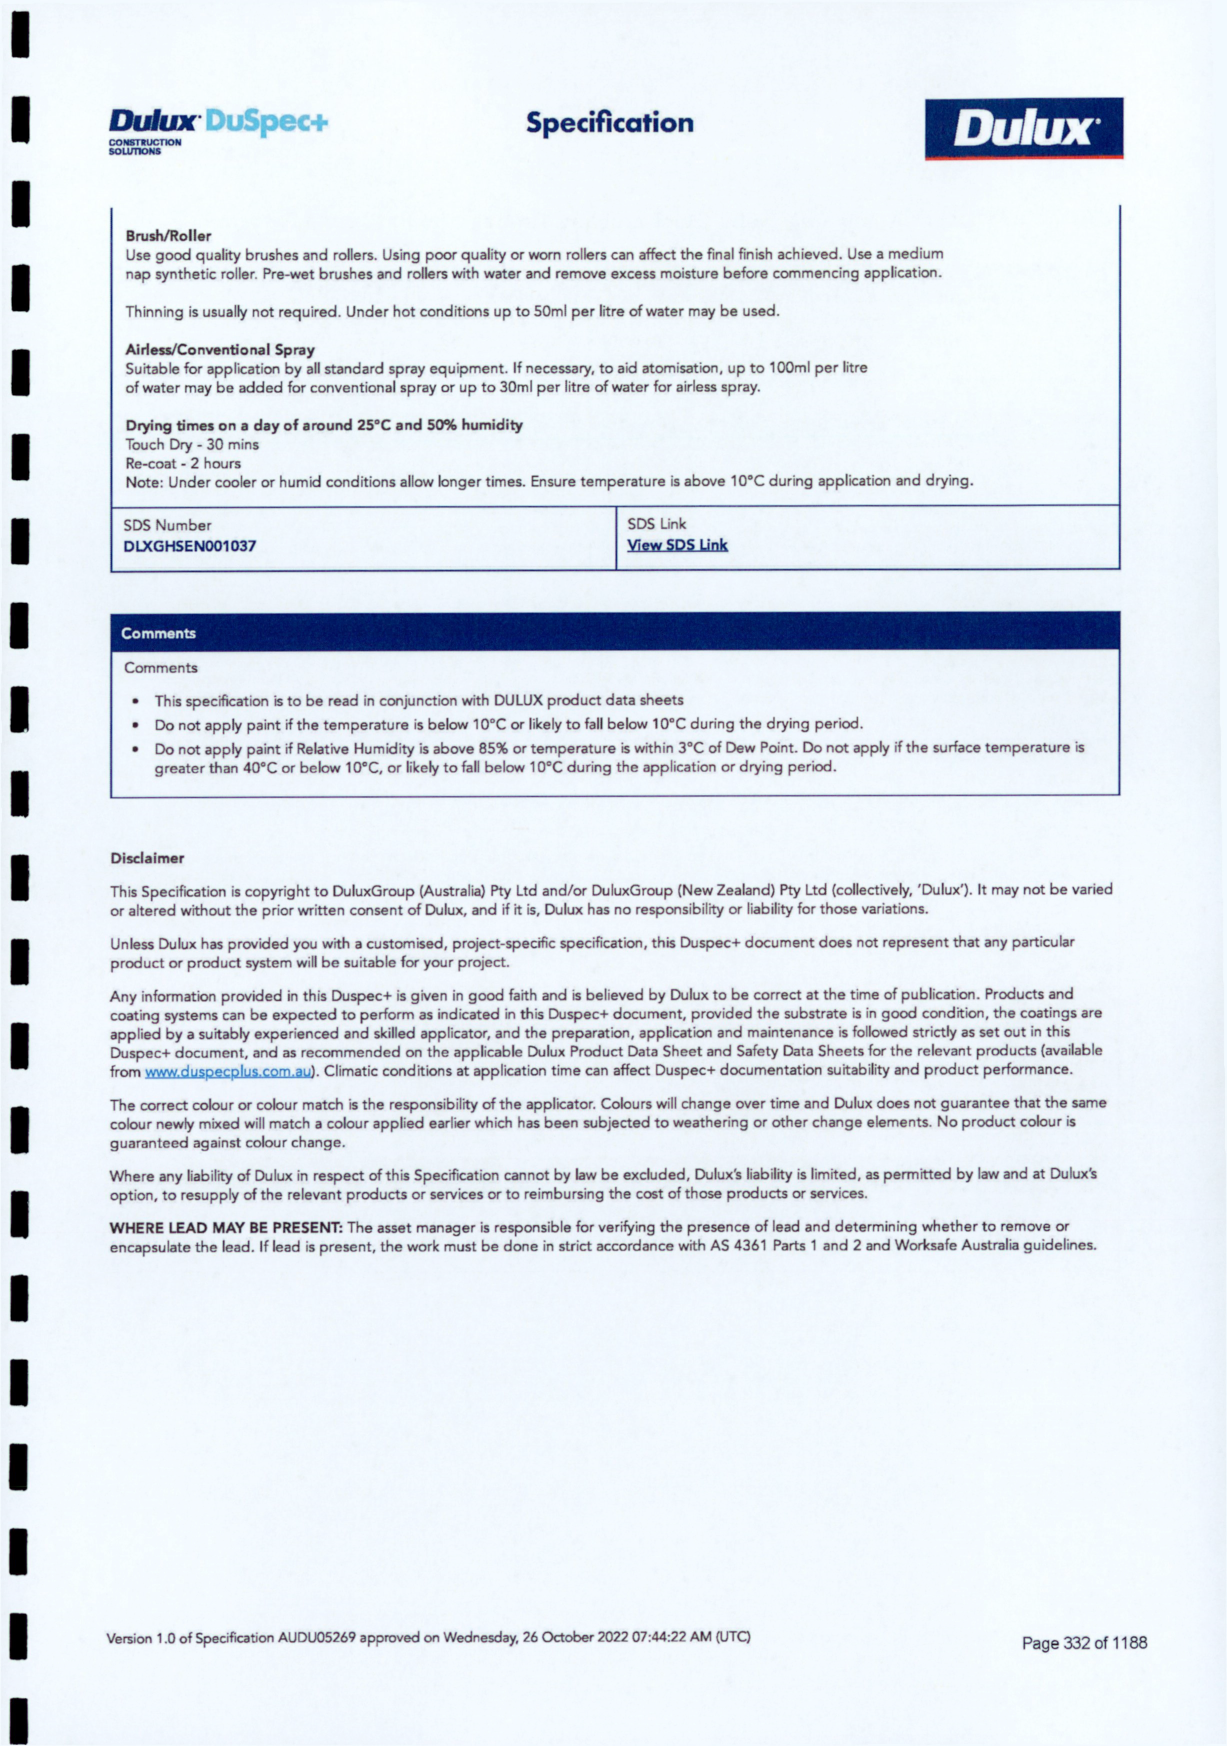 Dulux DuSpec+
CONSTRUCTION
SOLUTIONS
Specification
Dulux
Brush/Roller
Use good quality brushes and rollers. Using poor quality or worn rollers can affect the final finish achieved. Use a medium
nap synthetic roller. Pre-wet brushes and rollers with water and remove excess moisture before commencing application.
Thinning is usually not required. Under hot conditions up to 50ml per litre of water may be used.
Airless/Conventional Spray
Suitable for application by all standard spray equipment. If necessary, to aid atomisation, up to 100ml per litre
of water may be added for conventional spray or up to 30ml per litre of water for airless spray.
Drying times on a day of around 25°C and 50% humidity
Touch Dry - 30 mins
Re-coat - 2 hours
Note: Under cooler or humid conditions allow longer times. Ensure temperature is above 10°C during application and drying.
SDS Number
DLXGHSEN001037
SDS Link
View SDS Link
Comments
Comments
• This specification is to be read in conjunction with DULUX product data sheets
• Do not apply paint if the temperature is below 10°C or likely to fall below 10°C during the drying period.
• Do not apply paint if Relative Humidity is above 85% or temperature is within 3°C of Dew Point. Do not apply if the surface temperature is
greater than 40°C or below 10°C, or likely to fall below 10°C during the application or drying period.
Disclaimer
This Specification is copyright to DuluxGroup (Australia) Pty Ltd and/or DuluxGroup (New Zealand) Pty Ltd (collectively, 'Dulux'). It may not be varied
or altered without the prior written consent of Dulux, and if it is, Dulux has no responsibility or liability for those variations.
Unless Dulux has provided you with a customised, project-specific specification, this Duspec+ document does not represent that any particular
product or product system will be suitable for your project.
Any information provided in this Duspec+ is given in good faith and is believed by Dulux to be correct at the time of publication. Products and
coating systems can be expected to perform as indicated in this Duspec+ document, provided the substrate is in good condition, the coatings are
applied by a suitably experienced and skilled applicator, and the preparation, application and maintenance is followed strictly as set out in this
Duspec+ document, and as recommended on the applicable Dulux Product Data Sheet and Safety Data Sheets for the relevant products (available
from www.duspecplus.com.au). Climatic conditions at application time can affect Duspec+ documentation suitability and product performance.
The correct colour or colour match is the responsibility of the applicator. Colours will change over time and Dulux does not guarantee that the same
colour newly mixed will match a colour applied earlier which has been subjected to weathering or other change elements. No product colour is
guaranteed against colour change.
Where any liability of Dulux in respect of this Specification cannot by law be excluded, Dulux's liability is limited, as permitted by law and at Dulux's
option, to resupply of the relevant products or services or to reimbursing the cost of those products or services.
WHERE LEAD MAY BE PRESENT: The asset manager is responsible for verifying the presence of lead and determining whether to remove or
encapsulate the lead. If lead is present, the work must be done in strict accordance with AS 4361 Parts 1 and 2 and Worksafe Australia guidelines.
Version 1.0 of Specification AUDU05269 approved on Wednesday, 26 October 2022 07:44:22 AM (UTC)
Page 332 of 1188